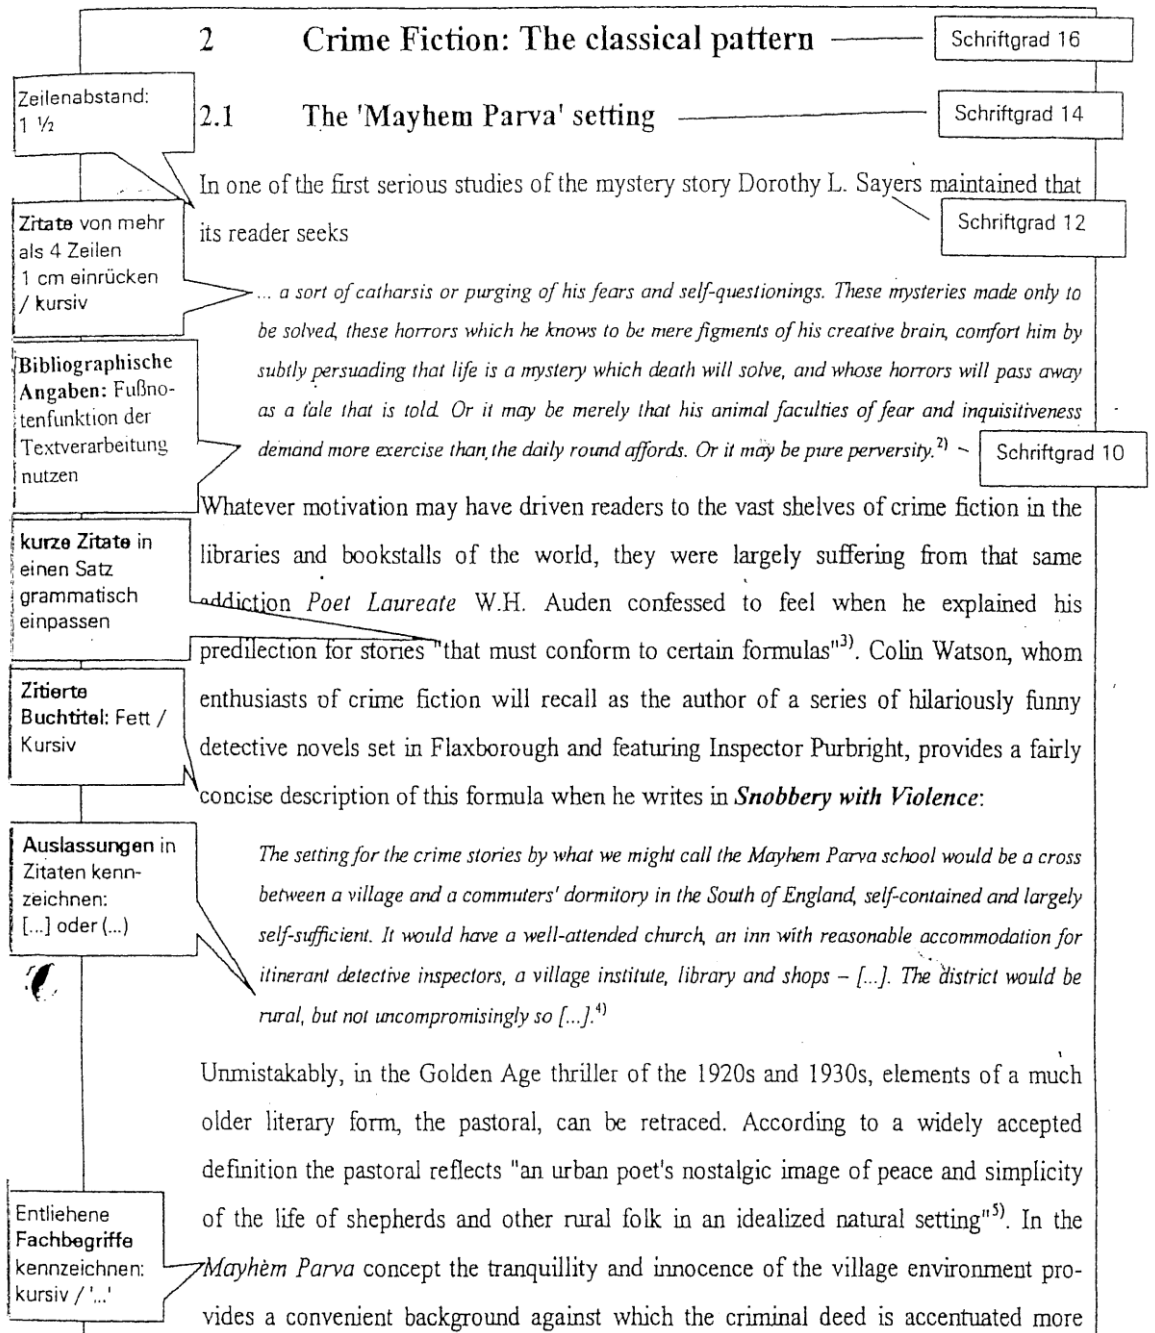 2 Crime Fiction: The classical pattern
Schriftgrad 16
Zeilenabstand:
1 ½
2.1 The 'Mayhem Parva' setting
Schriftgrad 14
In one of the first serious studies of the mystery story Dorothy L. Sayers maintained that
its reader seeks
Schriftgrad 12
Zitate von mehr
als 4 Zeilen
1 cm einrücken
/ kursiv
... a sort of catharsis or purging of his fears and self-questionings. These mysteries made only to
be solved, these horrors which he knows to be mere figments of his creative brain, comfort him by
subtly persuading that life is a mystery which death will solve, and whose horrors will pass away
as a tale that is told. Or it may be merely that his animal faculties of fear and inquisitiveness
demand more exercise than the daily round affords. Or it may be pure perversity.2)
Schriftgrad 10
Bibliographische
Angaben: Fußno-
tenfunktion der
Textverarbeitung
nutzen
Whatever motivation may have driven readers to the vast shelves of crime fiction in the
libraries and bookstalls of the world, they were largely suffering from that same
addiction Poet Laureate W.H. Auden confessed to feel when he explained his
predilection for stories "that must conform to certain formulas"3). Colin Watson, whom
enthusiasts of crime fiction will recall as the author of a series of hilariously funny
detective novels set in Flaxborough and featuring Inspector Purbright, provides a fairly
concise description of this formula when he writes in Snobbery with Violence:
kurze Zitate in
einen Satz
grammatisch
einpassen
Zitierte
Buchtitel: Fett /
Kursiv
Auslassungen in
Zitaten kenn-
zeichnen:
[...] oder (...)
The setting for the crime stories by what we might call the Mayhem Parva school would be a cross
between a village and a commuters' dormitory in the South of England, self-contained and largely
self-sufficient. It would have a well-attended church, an inn with reasonable accommodation for
itinerant detective inspectors, a village institute, library and shops – [...]. The district would be
rural, but not uncompromisingly so [...].4)
Unmistakably, in the Golden Age thriller of the 1920s and 1930s, elements of a much
older literary form, the pastoral, can be retraced. According to a widely accepted
definition the pastoral reflects "an urban poet's nostalgic image of peace and simplicity
of the life of shepherds and other rural folk in an idealized natural setting"5). In the
Mayhem Parva concept the tranquillity and innocence of the village environment pro-
vides a convenient background against which the criminal deed is accentuated more
Entliehene
Fachbegriffe
kennzeichnen:
kursiv / '...'